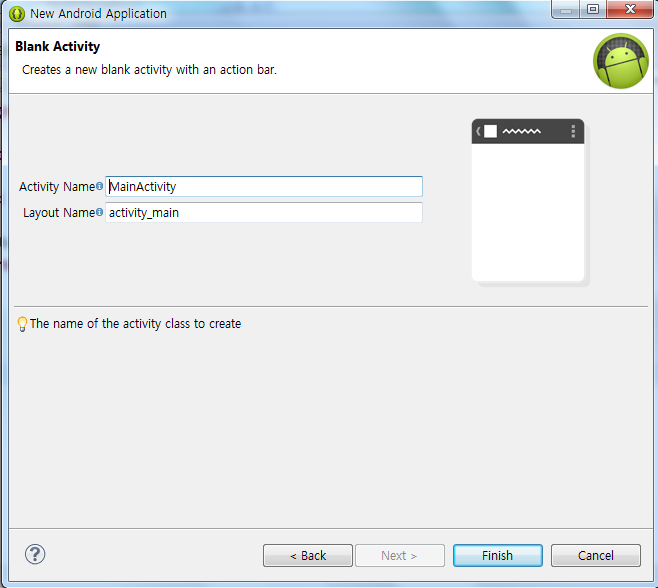 New Android Application
Blank Activity
Creates a new blank activity with an action bar.
Activity Name MainActivity
Layout Name activity_main
The name of the activity class to create
?
< Back Next > Finish Cancel